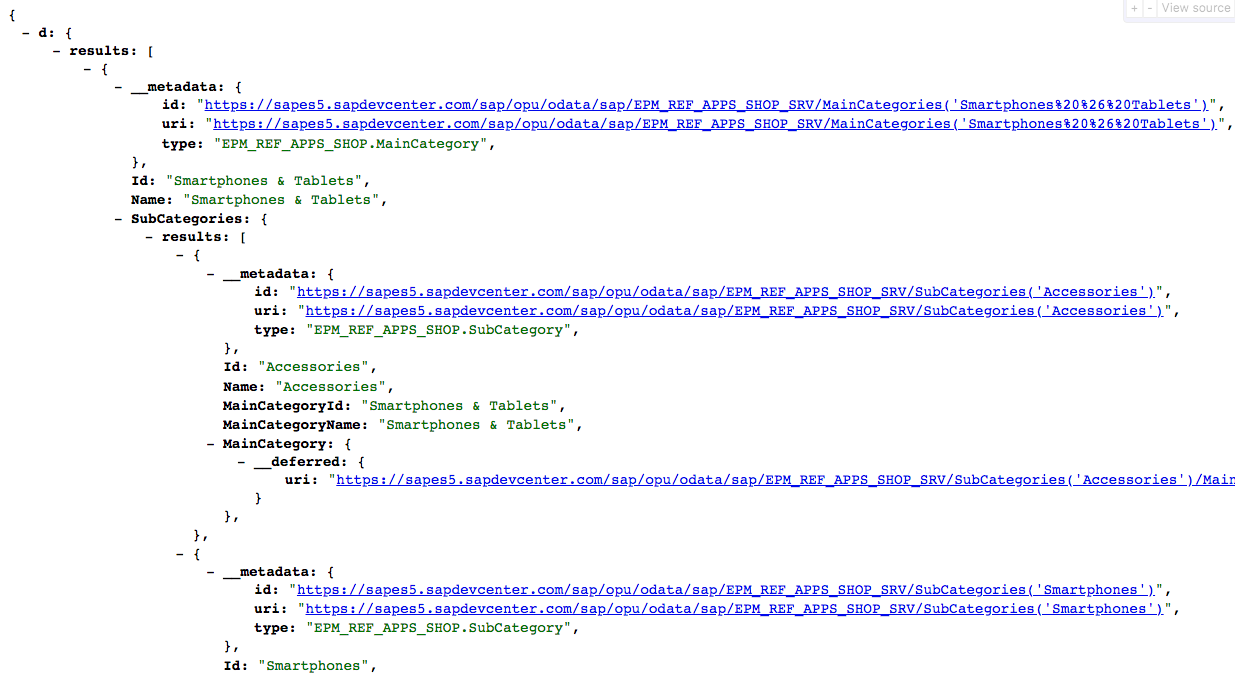 + - View source
{
- d: {
- results: [
- {
- __metadata: {
id: "https://sapes5.sapdevcenter.com/sap/opu/odata/sap/EPM_REF_APPS_SHOP_SRV/MainCategories('Smartphones%20%26%20Tablets')",
uri: "https://sapes5.sapdevcenter.com/sap/opu/odata/sap/EPM_REF_APPS_SHOP_SRV/MainCategories('Smartphones%20%26%20Tablets')",
type: "EPM_REF_APPS_SHOP.MainCategory",
},
Id: "Smartphones & Tablets",
Name: "Smartphones & Tablets",
- SubCategories: {
- results: [
- {
- __metadata: {
id: "https://sapes5.sapdevcenter.com/sap/opu/odata/sap/EPM_REF_APPS_SHOP_SRV/SubCategories('Accessories')",
uri: "https://sapes5.sapdevcenter.com/sap/opu/odata/sap/EPM_REF_APPS_SHOP_SRV/SubCategories('Accessories')",
type: "EPM_REF_APPS_SHOP.SubCategory",
},
Id: "Accessories",
Name: "Accessories",
MainCategoryId: "Smartphones & Tablets",
MainCategoryName: "Smartphones & Tablets",
- MainCategory: {
- __deferred: {
uri: "https://sapes5.sapdevcenter.com/sap/opu/odata/sap/EPM_REF_APPS_SHOP_SRV/SubCategories('Accessories')/Main
}
},
},
- {
- __metadata: {
id: "https://sapes5.sapdevcenter.com/sap/opu/odata/sap/EPM_REF_APPS_SHOP_SRV/SubCategories('Smartphones')",
uri: "https://sapes5.sapdevcenter.com/sap/opu/odata/sap/EPM_REF_APPS_SHOP_SRV/SubCategories('Smartphones')",
type: "EPM_REF_APPS_SHOP.SubCategory",
},
Id: "Smartphones",